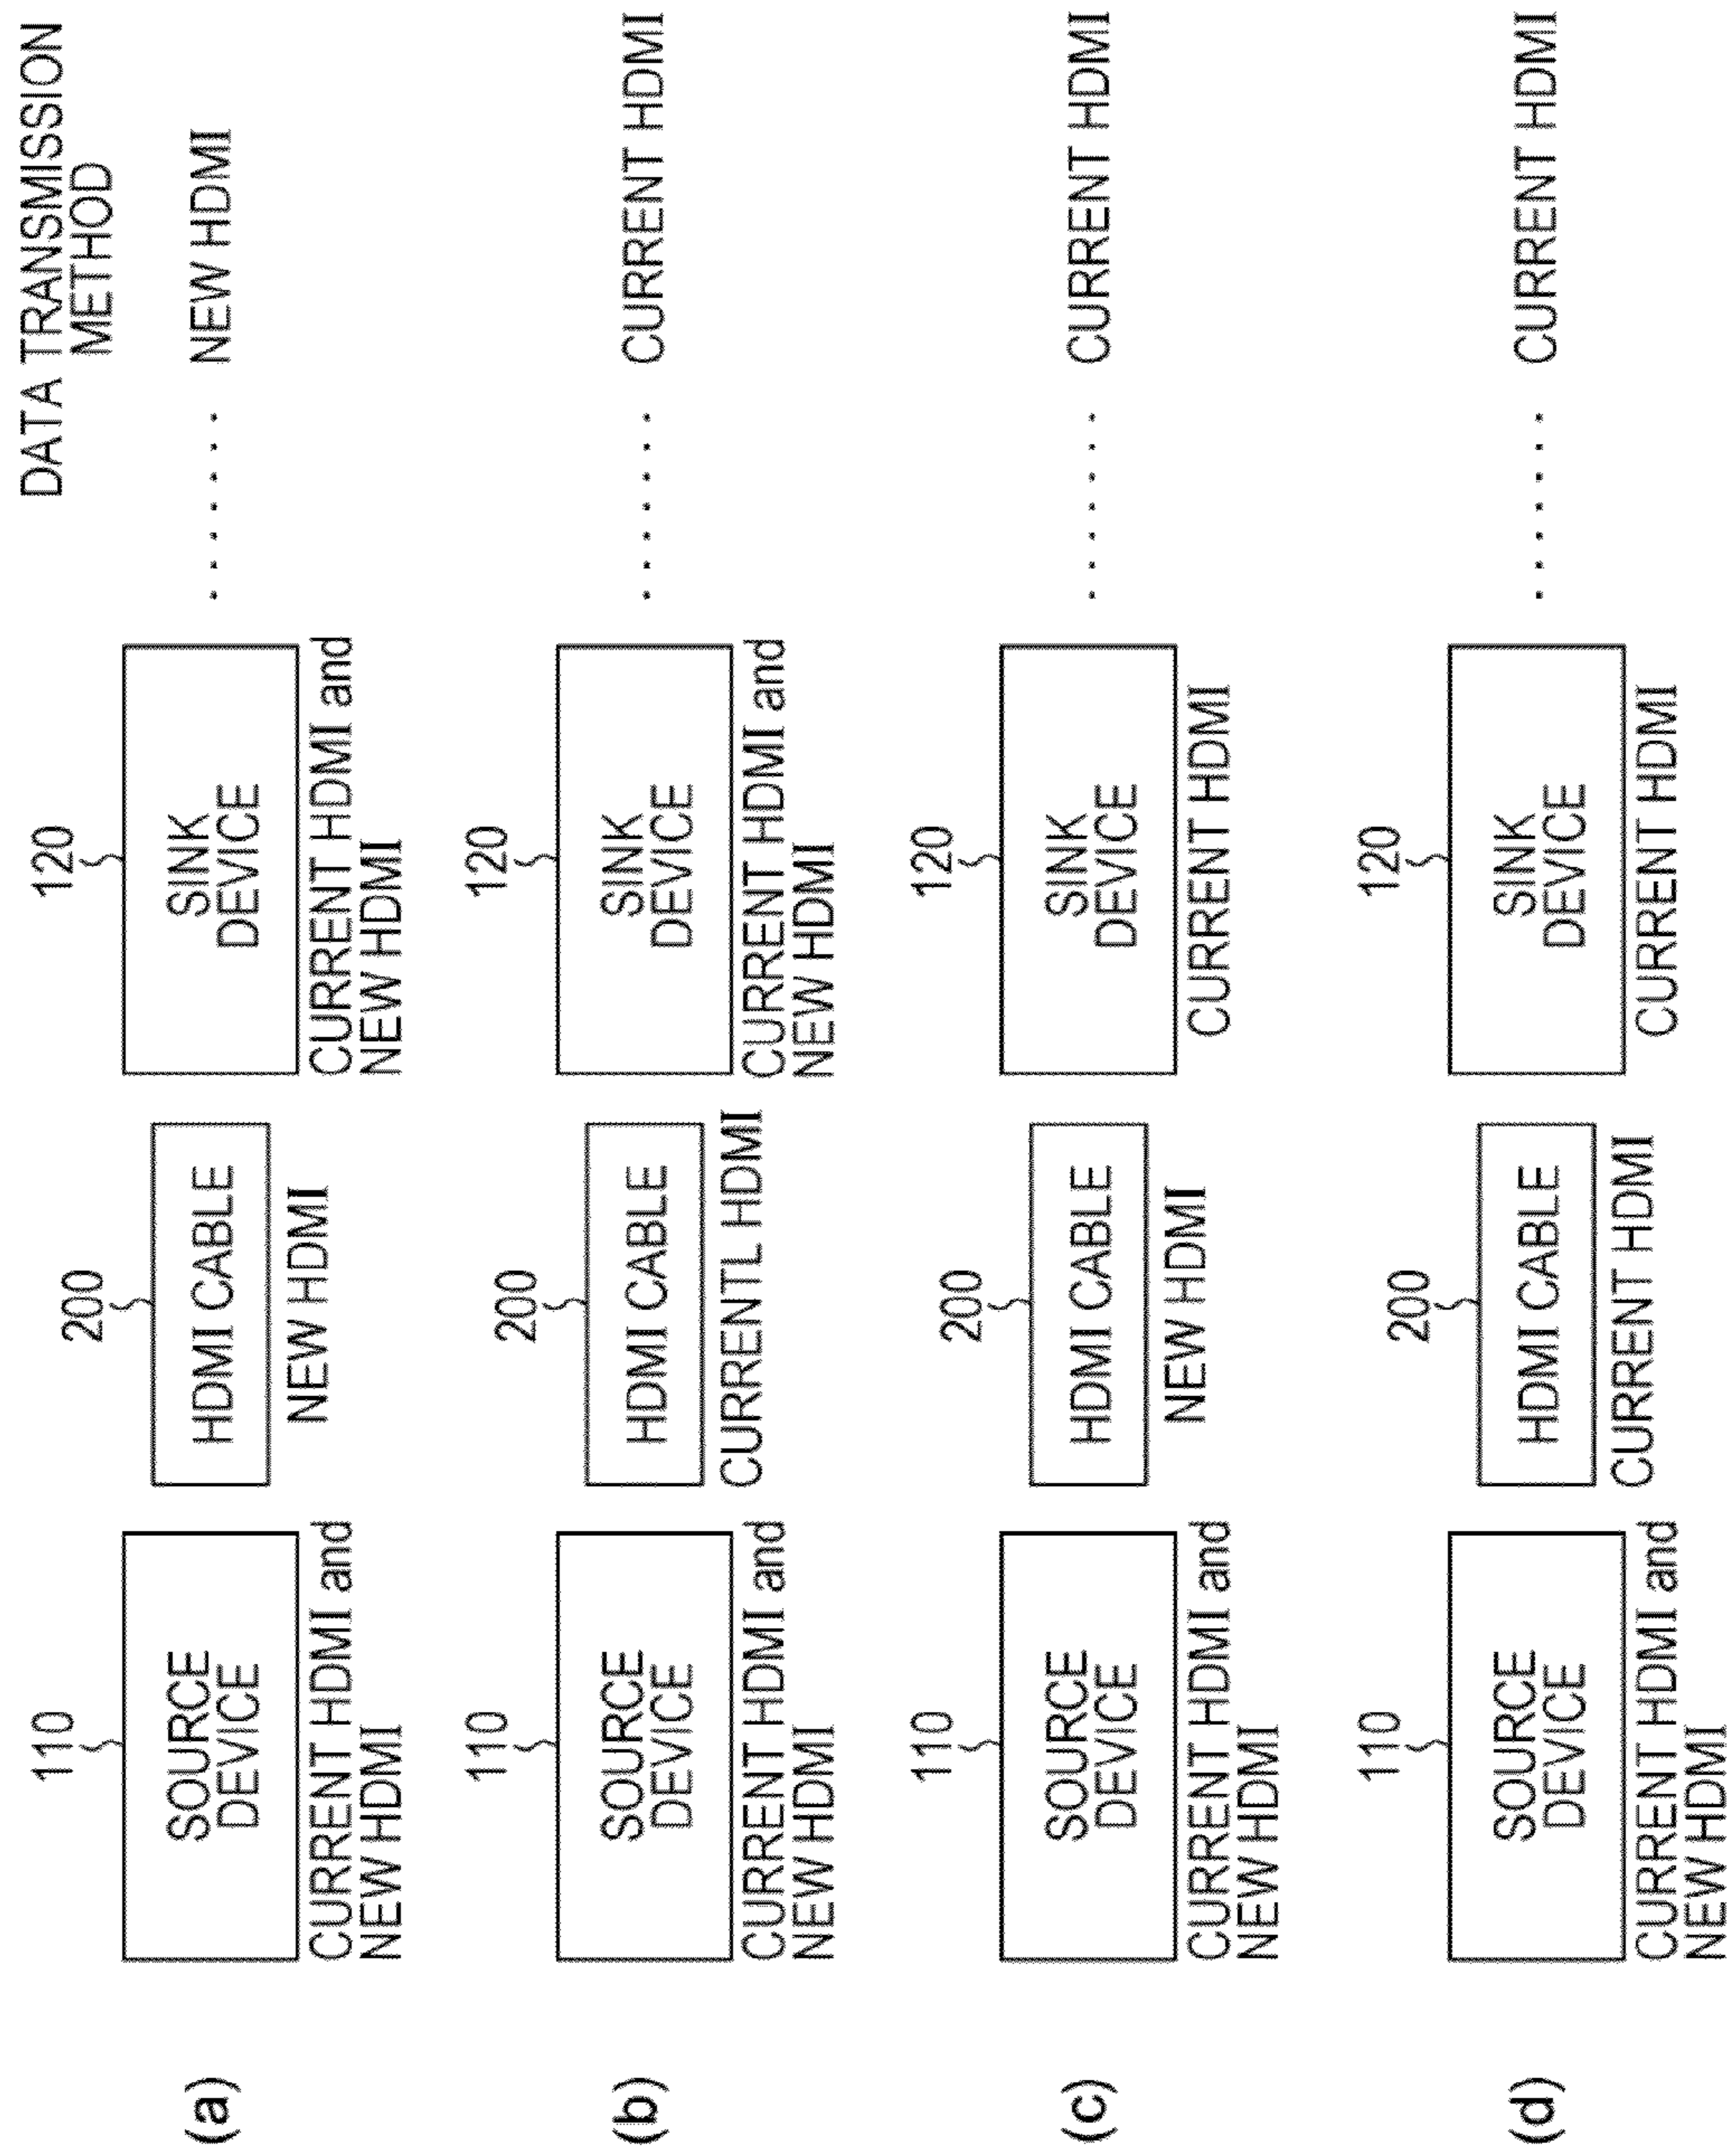 DATA TRANSMISSION
METHOD
(a)
110
SOURCE
DEVICE
CURRENT HDMI and
NEW HDMI
200
HDMI CABLE
NEW HDMI
120
SINK
DEVICE
CURRENT HDMI and
NEW HDMI
. . . . . . . NEW HDMI
(b)
110
SOURCE
DEVICE
CURRENT HDMI and
NEW HDMI
200
HDMI CABLE
CURRENTL HDMI
120
SINK
DEVICE
CURRENT HDMI and
NEW HDMI
. . . . . . . CURRENT HDMI
(c)
110
SOURCE
DEVICE
CURRENT HDMI and
NEW HDMI
200
HDMI CABLE
NEW HDMI
120
SINK
DEVICE
CURRENT HDMI
. . . . . . . CURRENT HDMI
(d)
110
SOURCE
DEVICE
CURRENT HDMI and
NEW HDMI
200
HDMI CABLE
CURRENT HDMI
120
SINK
DEVICE
CURRENT HDMI
. . . . . . . CURRENT HDMI